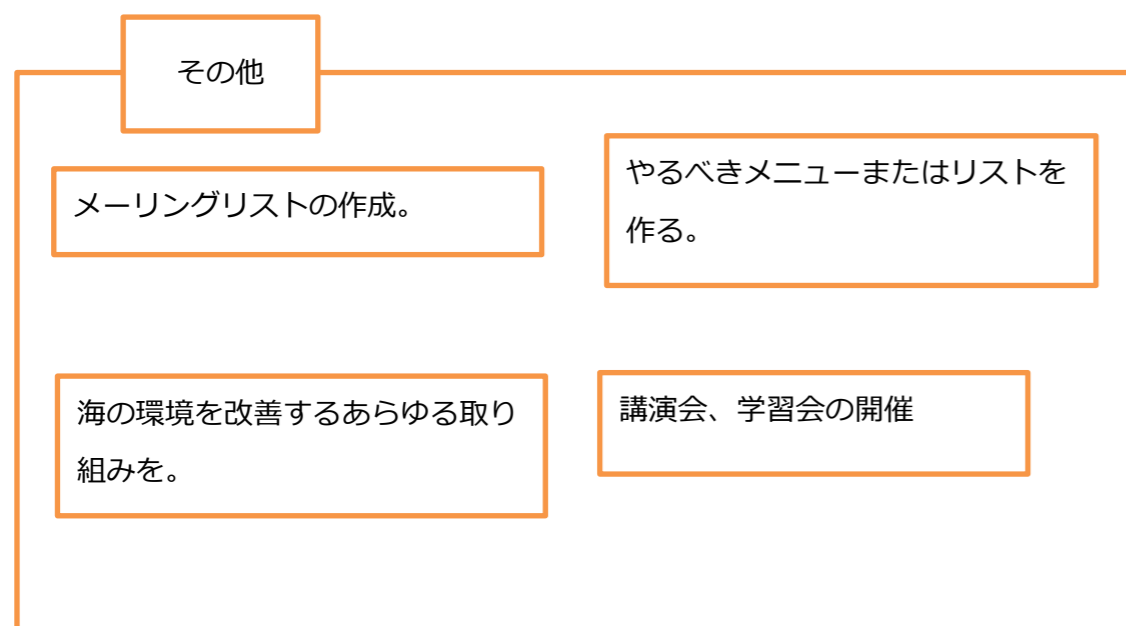 その他
メーリングリストの作成。
やるべきメニューまたはリストを
作る。
海の環境を改善するあらゆる取り
組みを。
講演会、学習会の開催